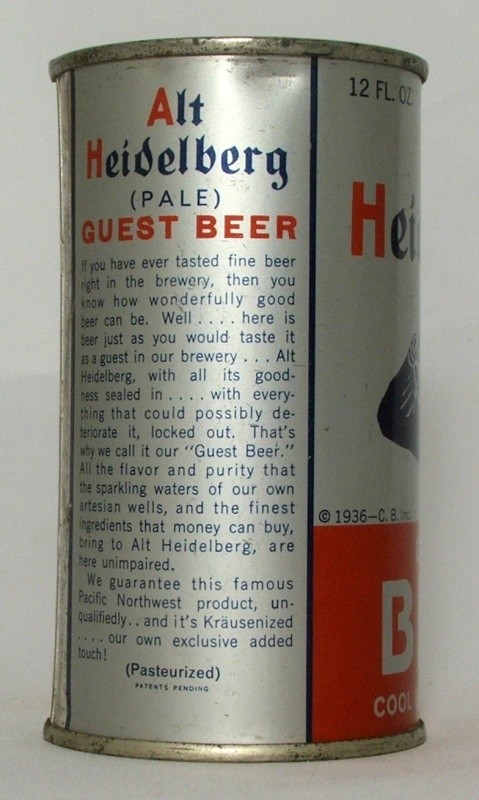 Alt
Heidelberg
(PALE)
GUEST BEER
If you have ever tasted fine beer
right in the brewery, then you
know how wonderfully good
beer can be. Well . . . . here is
beer just as you would taste it
as a guest in our brewery . . . Alt
Heidelberg, with all its good-
ness sealed in . . . . with every-
thing that could possibly de-
teriorate it, locked out. That's
why we call it our "Guest Beer."
All the flavor and purity that
the sparkling waters of our own
artesian wells, and the finest
ingredients that money can buy,
bring to Alt Heidelberg, are
here unimpaired.
We guarantee this famous
Pacific Northwest product, un-
qualifiedly . . and it's Kräusenized
. . . . our own exclusive added
touch!
(Pasteurized)
PATENTS PENDING
12 FL. OZ.
Hei
© 1936—C. B. Inc.
B
COOL